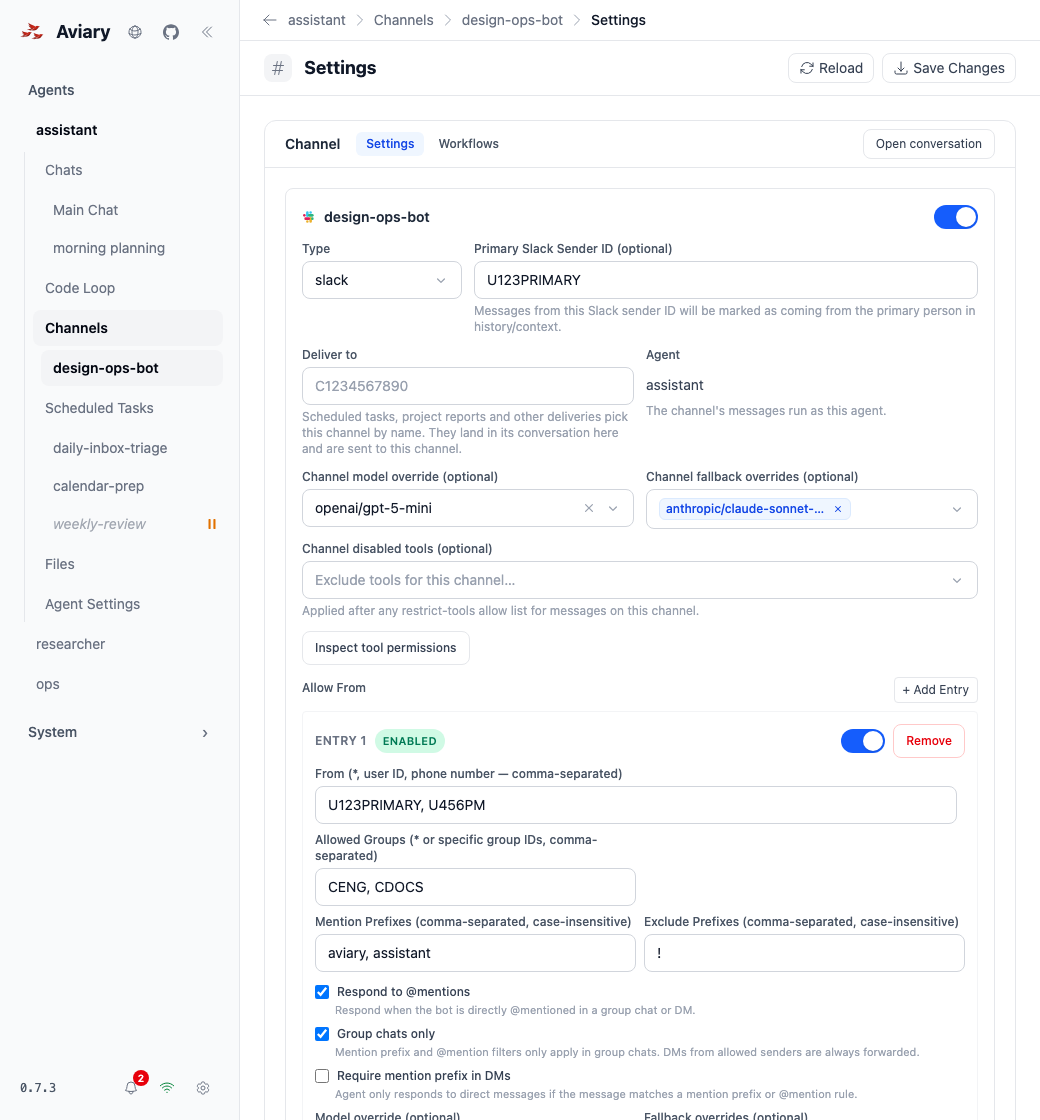 Aviary
assistant > Channels > design-ops-bot > Settings
# Settings
Reload
Save Changes
Agents
assistant
Chats
Main Chat
morning planning
Code Loop
Channels
design-ops-bot
Scheduled Tasks
daily-inbox-triage
calendar-prep
weekly-review
Files
Agent Settings
researcher
ops
System
0.7.3
2
Channel
Settings
Workflows
Open conversation
design-ops-bot
Type
Primary Slack Sender ID (optional)
slack
U123PRIMARY
Messages from this Slack sender ID will be marked as coming from the primary person in
history/context.
Deliver to
Agent
C1234567890
assistant
Scheduled tasks, project reports and other deliveries pick
this channel by name. They land in its conversation here
and are sent to this channel.
The channel's messages run as this agent.
Channel model override (optional)
Channel fallback overrides (optional)
openai/gpt-5-mini
anthropic/claude-sonnet-...
Channel disabled tools (optional)
Exclude tools for this channel...
Applied after any restrict-tools allow list for messages on this channel.
Inspect tool permissions
Allow From
+ Add Entry
ENTRY 1
ENABLED
Remove
From (*, user ID, phone number — comma-separated)
U123PRIMARY, U456PM
Allowed Groups (* or specific group IDs, comma-
separated)
CENG, CDOCS
Mention Prefixes (comma-separated, case-insensitive)
Exclude Prefixes (comma-separated, case-insensitive)
aviary, assistant
!
Respond to @mentions
Respond when the bot is directly @mentioned in a group chat or DM.
Group chats only
Mention prefix and @mention filters only apply in group chats. DMs from allowed senders are always forwarded.
Require mention prefix in DMs
Agent only responds to direct messages if the message matches a mention prefix or @mention rule.
Model override (optional)
Fallback overrides (optional)